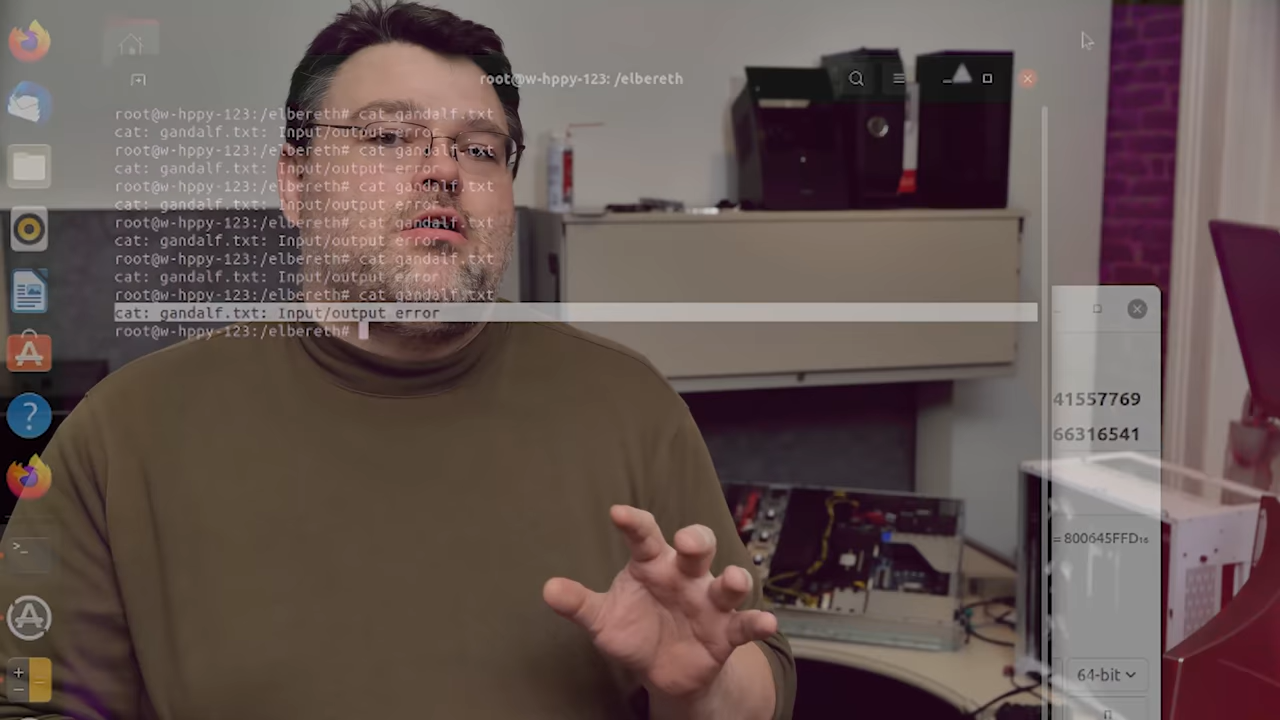 root@w-hppy-123: /elbereth
root@w-hppy-123:/elbereth# cat gandalf.txt
cat: gandalf.txt: Input/output error
root@w-hppy-123:/elbereth# cat gandalf.txt
cat: gandalf.txt: Input/output error
root@w-hppy-123:/elbereth# cat gandalf.txt
cat: gandalf.txt: Input/output error
root@w-hppy-123:/elbereth# cat gandalf.txt
cat: gandalf.txt: Input/output error
root@w-hppy-123:/elbereth# cat gandalf.txt
cat: gandalf.txt: Input/output error
root@w-hppy-123:/elbereth# cat gandalf.txt
cat: gandalf.txt: Input/output error
root@w-hppy-123:/elbereth#
41557769
66316541
= 800645FFD₁₆
64-bit